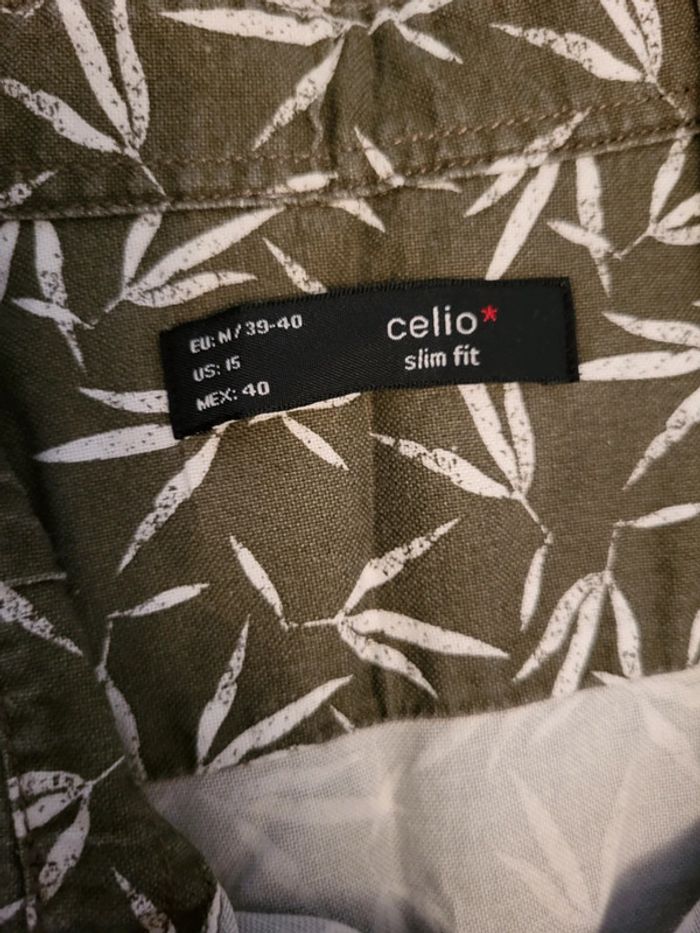 EU: M/ 39-40
US: 15
MEX: 40
celio*
slim fit